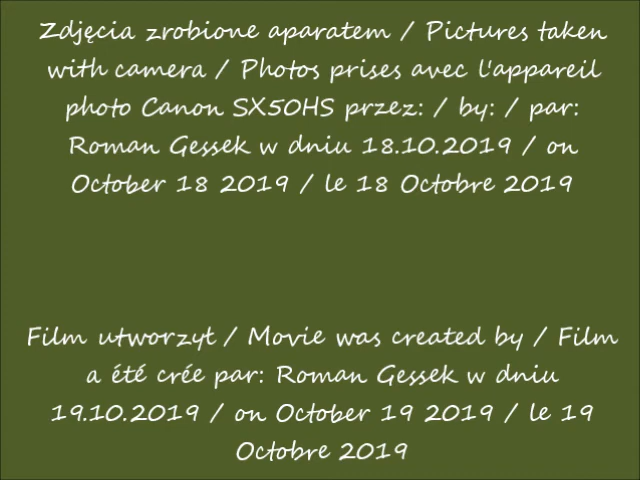 Zdjęcia zrobione aparatem / Pictures taken
with camera / Photos prises avec l'appareil
photo Canon SX50HS przez: / by: / par:
Roman Gessek w dniu 18.10.2019 / on
October 18 2019 / le 18 Octobre 2019
Film utworzył / Movie was created by / Film
a été crée par: Roman Gessek w dniu
19.10.2019 / on October 19 2019 / le 19
Octobre 2019